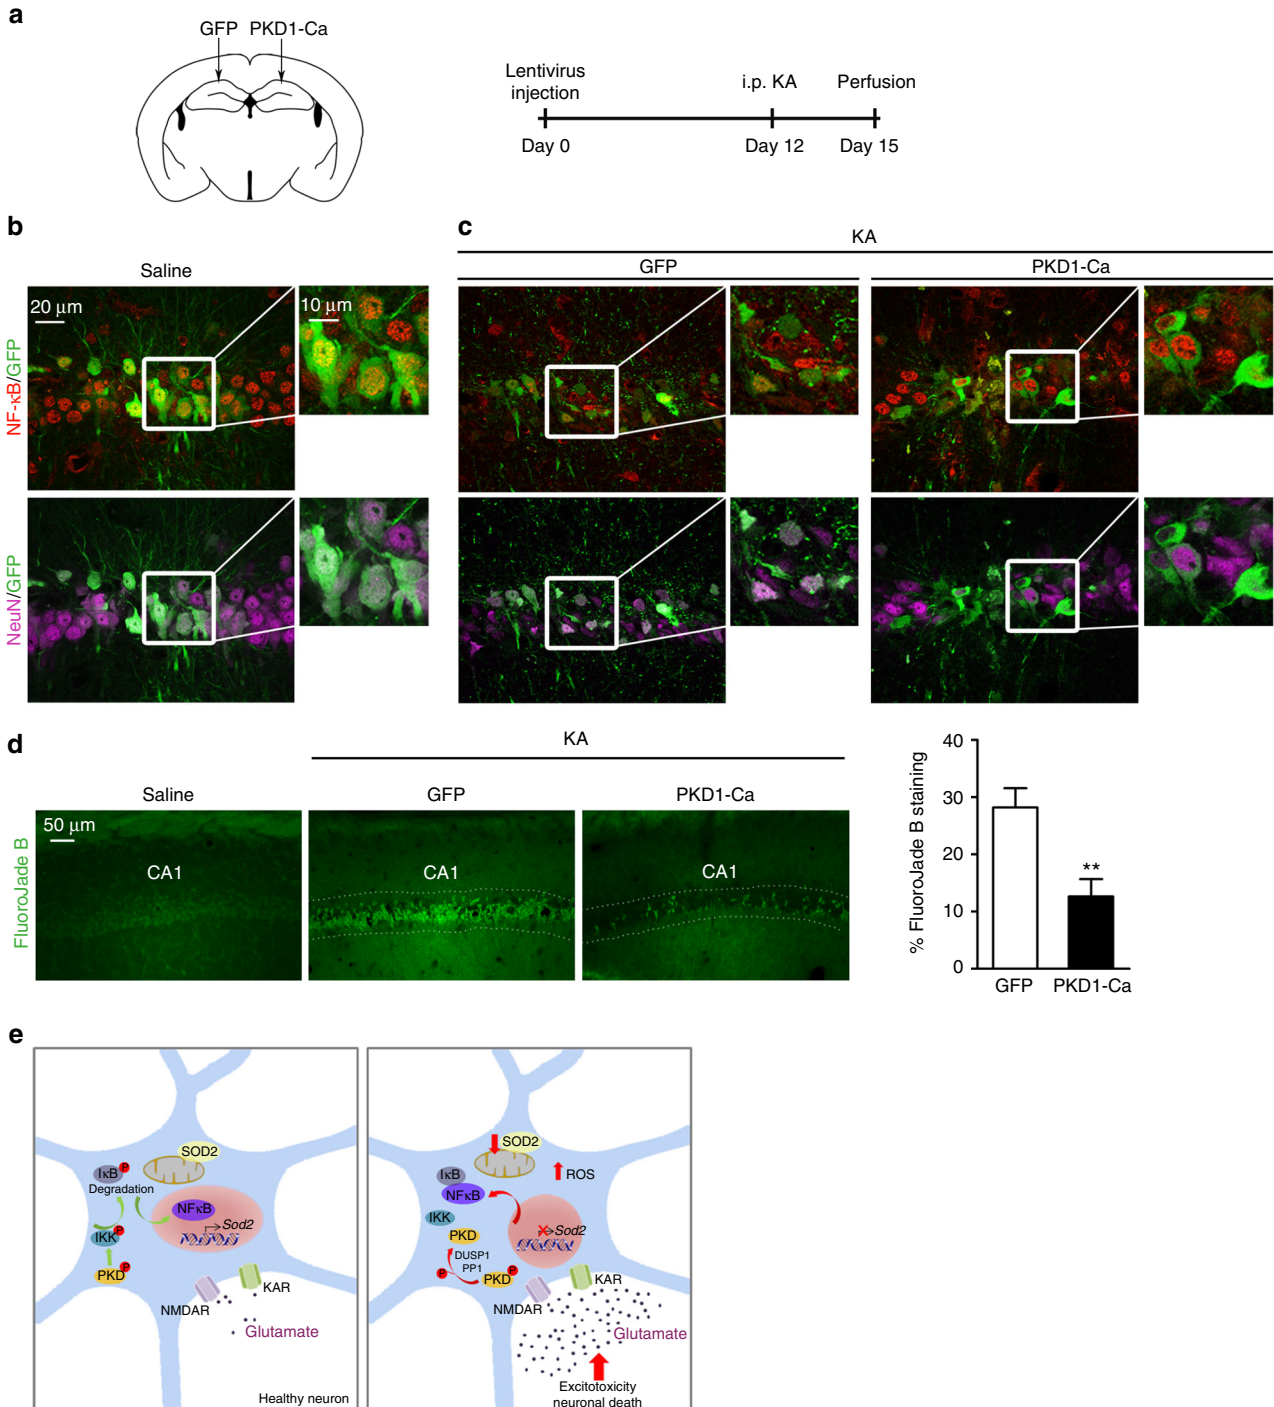 a
GFP PKD1-Ca
Lentivirus
injection
i.p. KA
Perfusion
Day 0
Day 12
Day 15
b
Saline
20 μm
10 μm
NF-κB/GFP
NeuN/GFP
c
KA
GFP
PKD1-Ca
d
KA
Saline
GFP
PKD1-Ca
50 μm
CA1
CA1
CA1
FluoroJade B
% FluoroJade B staining
40
30
20
10
0
**
GFP
PKD1-Ca
e
SOD2
IκB
P
Degradation
NFκB
Sod2
IKK
P
PKD
P
KAR
NMDAR
Glutamate
Healthy neuron
SOD2
ROS
IκB
NFκB
IKK
PKD
Sod2
DUSP1
PP1
P
PKD
P
KAR
NMDAR
Glutamate
Excitotoxicity
neuronal death